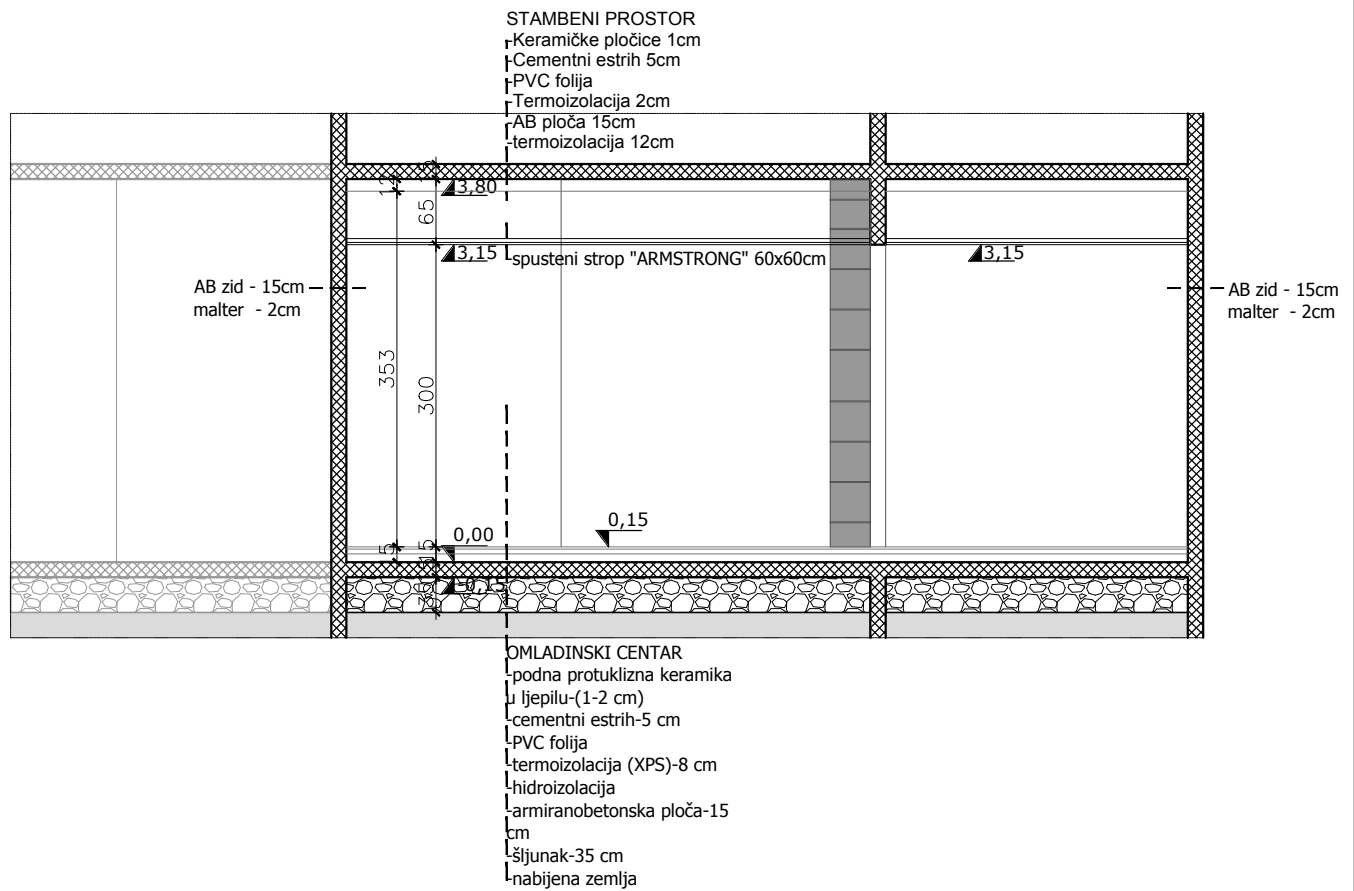 STAMBENI PROSTOR
-Keramičke pločice 1cm
-Cementni estrih 5cm
-PVC folija
-Termoizolacija 2cm
-AB ploča 15cm
-termoizolacija 12cm
12
3,80
65
3,15
-spusteni strop "ARMSTRONG" 60x60cm
3,15
AB zid - 15cm
malter - 2cm
AB zid - 15cm
malter - 2cm
353
300
0,00
0,15
5
15
-0,15
35
OMLADINSKI CENTAR
-podna protuklizna keramika
u ljepilu-(1-2 cm)
-cementni estrih-5 cm
-PVC folija
-termoizolacija (XPS)-8 cm
-hidroizolacija
-armiranobetonska ploča-15
cm
-šljunak-35 cm
-nabijena zemlja